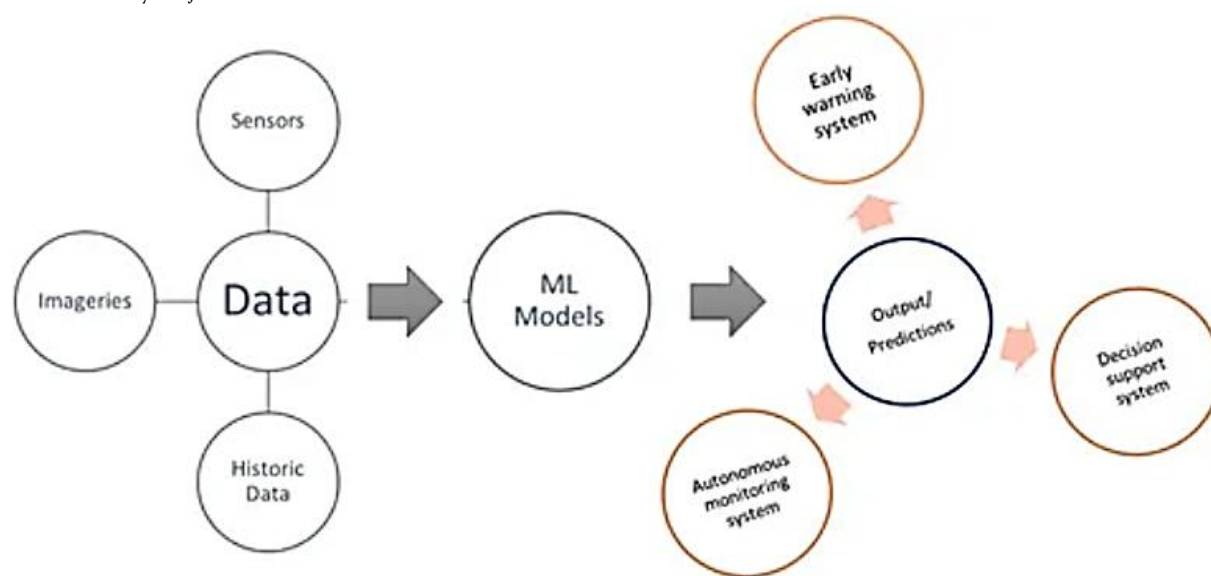 Sensors
Imageries
Data
Historic
Data
ML
Models
Early
warning
system
Output/
Predictions
Decision
support
system
Autonomous
monitoring
system